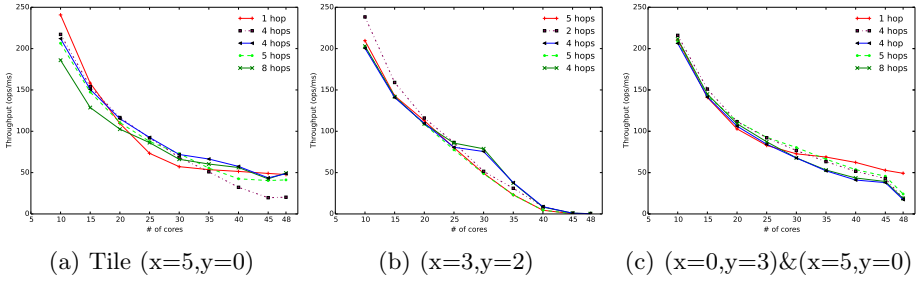 250
200
150
100
50
0
Throughput (ops/ms)
5 10 15 20 25 30 35 40 45 48
# of cores
1 hop
4 hops
4 hops
5 hops
8 hops
(a) Tile (x=5,y=0)
250
200
150
100
50
0
Throughput (ops/ms)
5 10 15 20 25 30 35 40 45 48
# of cores
5 hops
2 hops
4 hops
5 hops
4 hops
(b) (x=3,y=2)
250
200
150
100
50
0
Throughput (ops/ms)
5 10 15 20 25 30 35 40 45 48
# of cores
1 hop
4 hops
4 hop
5 hops
8 hops
(c) (x=0,y=3)&(x=5,y=0)